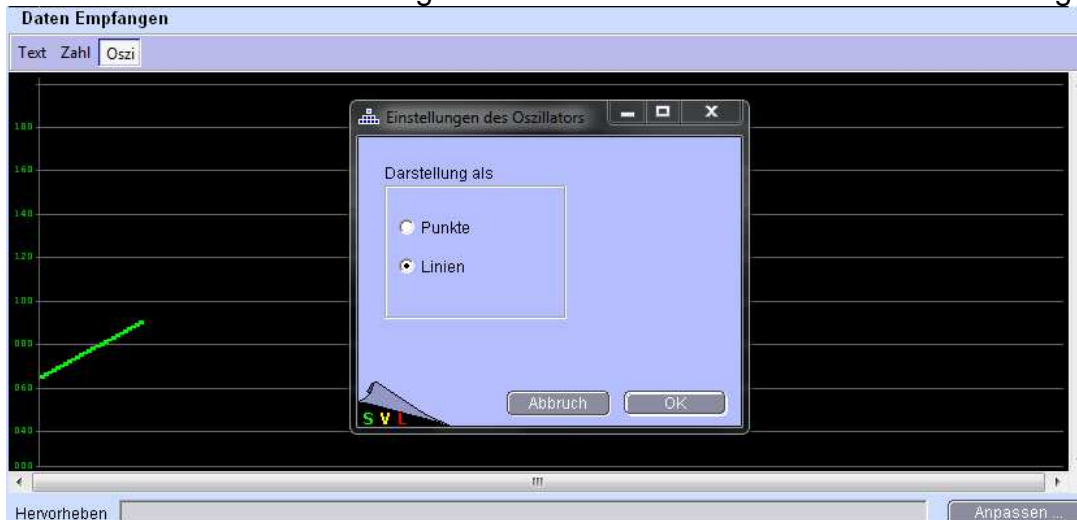 Daten Empfangen
Text Zahl Oszi
Einstellungen des Oszillators
180
160
140
120
100
080
060
040
000
Darstellung als
Punkte
Linien
Abbruch OK
S V L
Hervorheben Anpassen ...